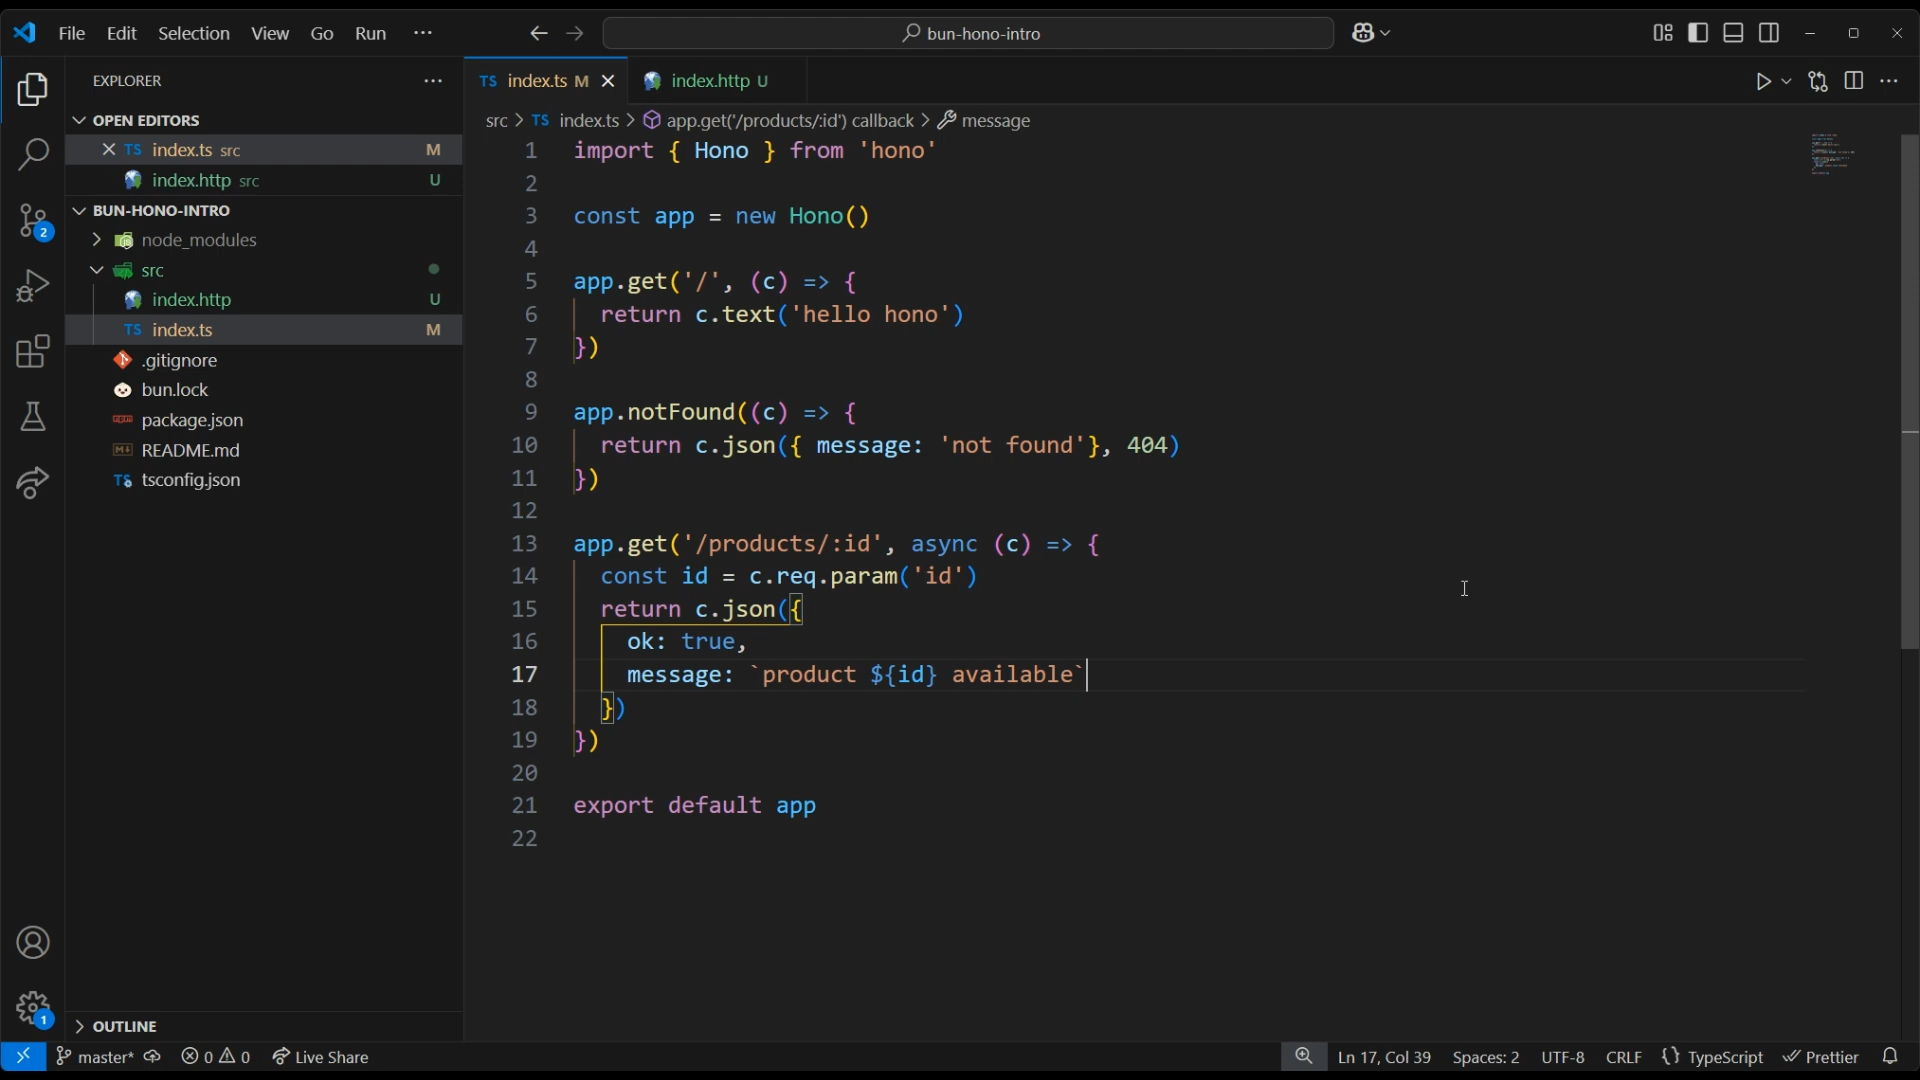 File Edit Selection View Go Run ··· bun-hono-intro
EXPLORER ···
OPEN EDITORS
TS index.ts src M
index.http src U
BUN-HONO-INTRO
node_modules
src
index.http U
TS index.ts M
.gitignore
bun.lock
package.json
README.md
TS tsconfig.json
OUTLINE
2
1
TS index.ts M
index.http U
src > TS index.ts > app.get('/products/:id') callback > message
1 import { Hono } from 'hono'
2
3 const app = new Hono()
4
5 app.get('/', (c) => {
6 return c.text('hello hono')
7 })
8
9 app.notFound((c) => {
10 return c.json({ message: 'not found'}, 404)
11 })
12
13 app.get('/products/:id', async (c) => {
14 const id = c.req.param('id')
15 return c.json({
16 ok: true,
17 message: `product ${id} available`
18 })
19 })
20
21 export default app
22
master* 0 0 Live Share Ln 17, Col 39 Spaces: 2 UTF-8 CRLF {} TypeScript Prettier